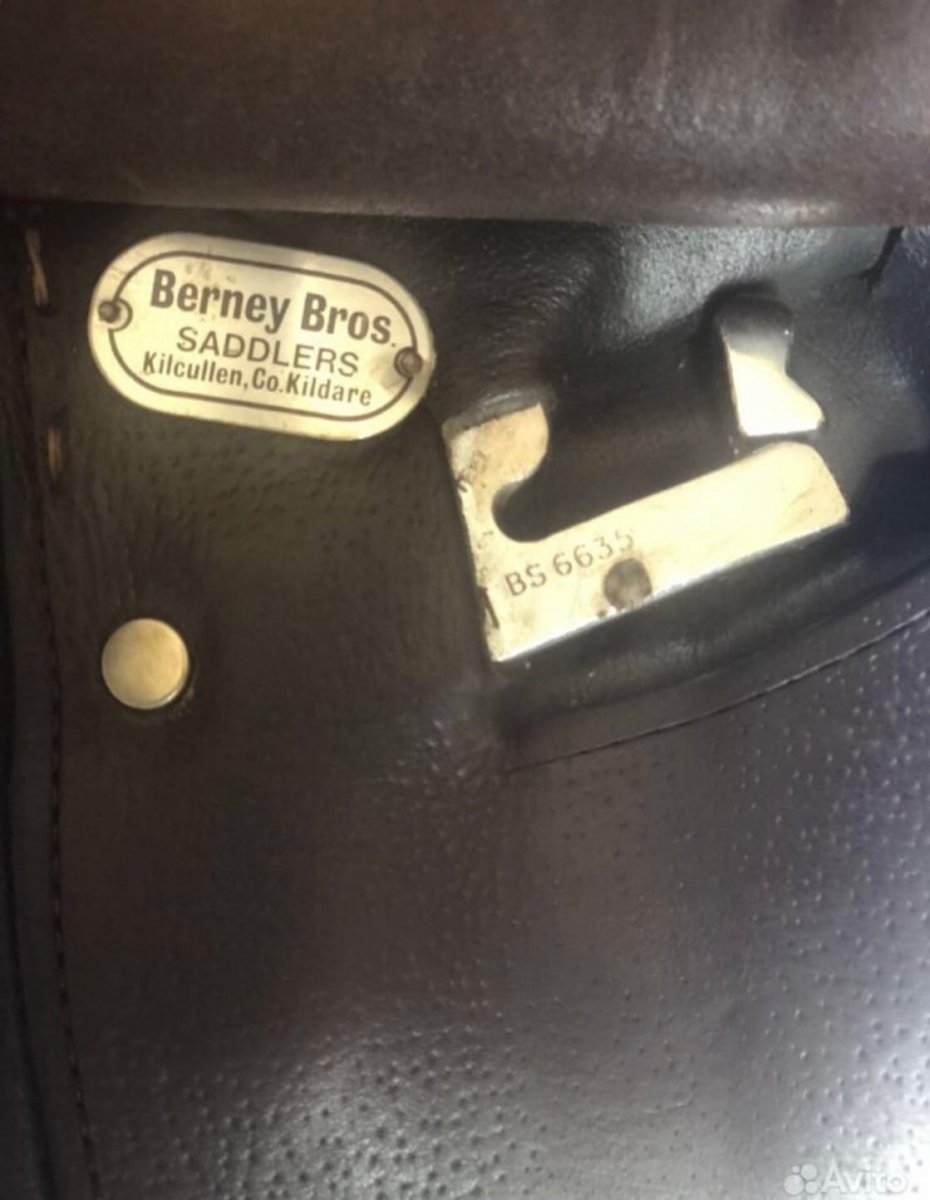 Berney Bros.
SADDLERS
Kilcullen, Co. Kildare
BS 6635
Avito